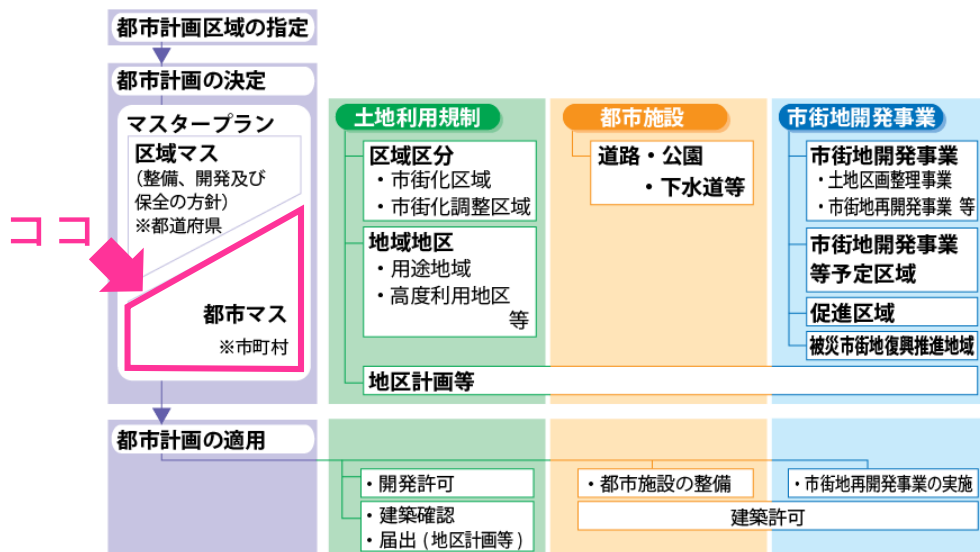 都市計画区域の指定
都市計画の決定
マスタープラン
区域マス
(整備、開発及び
保全の方針)
※都道府県
ココ
都市マス
※市町村
土地利用規制
区域区分
・市街化区域
・市街化調整区域
地域地区
・用途地域
・高度利用地区
等
地区計画等
都市施設
道路・公園
・下水道等
市街地開発事業
市街地開発事業
・土地区画整理事業
・市街地再開発事業 等
市街地開発事業
等予定区域
促進区域
被災市街地復興推進地域
都市計画の適用
・開発許可
・建築確認
・届出(地区計画等)
・都市施設の整備
・市街地再開発事業の実施
建築許可